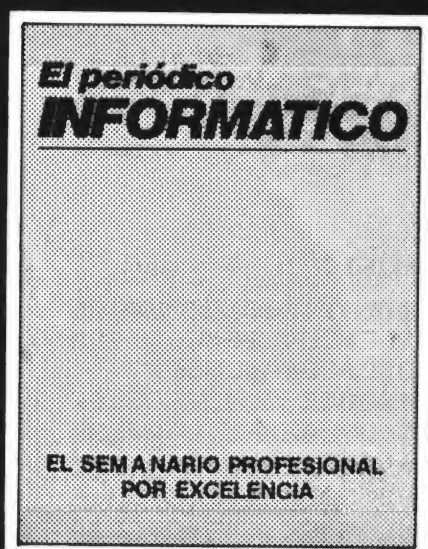 El periódico
INFORMATICO
EL SEMANARIO PROFESIONAL
POR EXCELENCIA